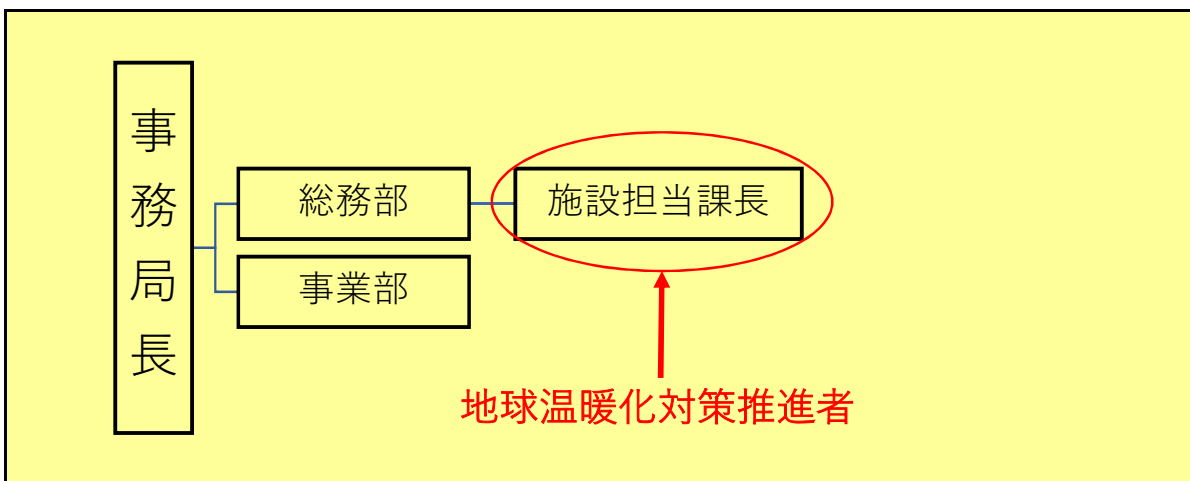 事務局長
総務部
施設担当課長
事業部
地球温暖化対策推進者